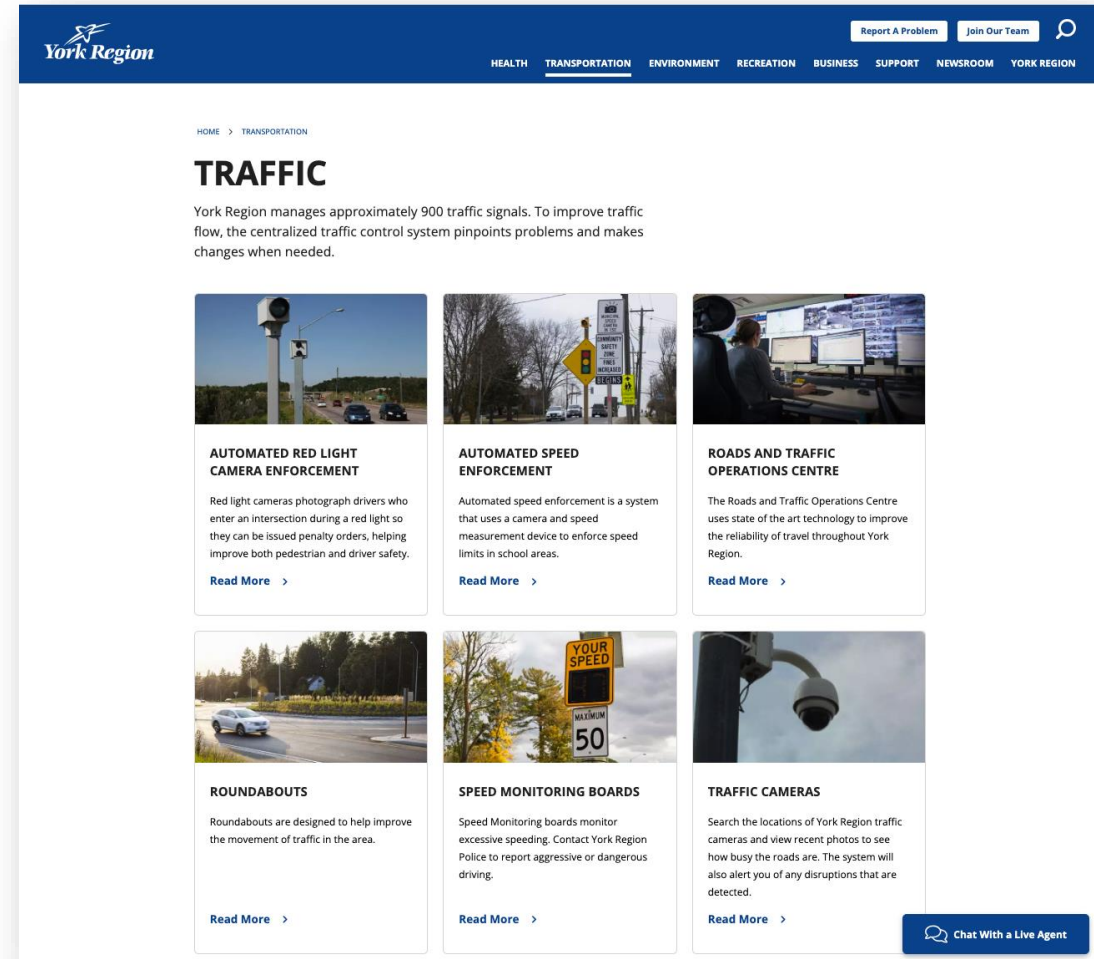 York Region
Report A Problem
Join Our Team
HEALTH TRANSPORTATION ENVIRONMENT RECREATION BUSINESS SUPPORT NEWSROOM YORK REGION
HOME > TRANSPORTATION
TRAFFIC
York Region manages approximately 900 traffic signals. To improve traffic
flow, the centralized traffic control system pinpoints problems and makes
changes when needed.
COMMUNITY
SAFETY
ZONE
FINES
INCREASED
BEGINS
AUTOMATED RED LIGHT
CAMERA ENFORCEMENT
Red light cameras photograph drivers who
enter an intersection during a red light so
they can be issued penalty orders, helping
improve both pedestrian and driver safety.
Read More >
AUTOMATED SPEED
ENFORCEMENT
Automated speed enforcement is a system
that uses a camera and speed
measurement device to enforce speed
limits in school areas.
Read More >
ROADS AND TRAFFIC
OPERATIONS CENTRE
The Roads and Traffic Operations Centre
uses state of the art technology to improve
the reliability of travel throughout York
Region.
Read More >
YOUR
SPEED
MAXIMUM
50
ROUNDABOUTS
Roundabouts are designed to help improve
the movement of traffic in the area.
Read More >
SPEED MONITORING BOARDS
Speed Monitoring boards monitor
excessive speeding. Contact York Region
Police to report aggressive or dangerous
driving.
Read More >
TRAFFIC CAMERAS
Search the locations of York Region traffic
cameras and view recent photos to see
how busy the roads are. The system will
also alert you of any disruptions that are
detected.
Read More >
Chat With a Live Agent